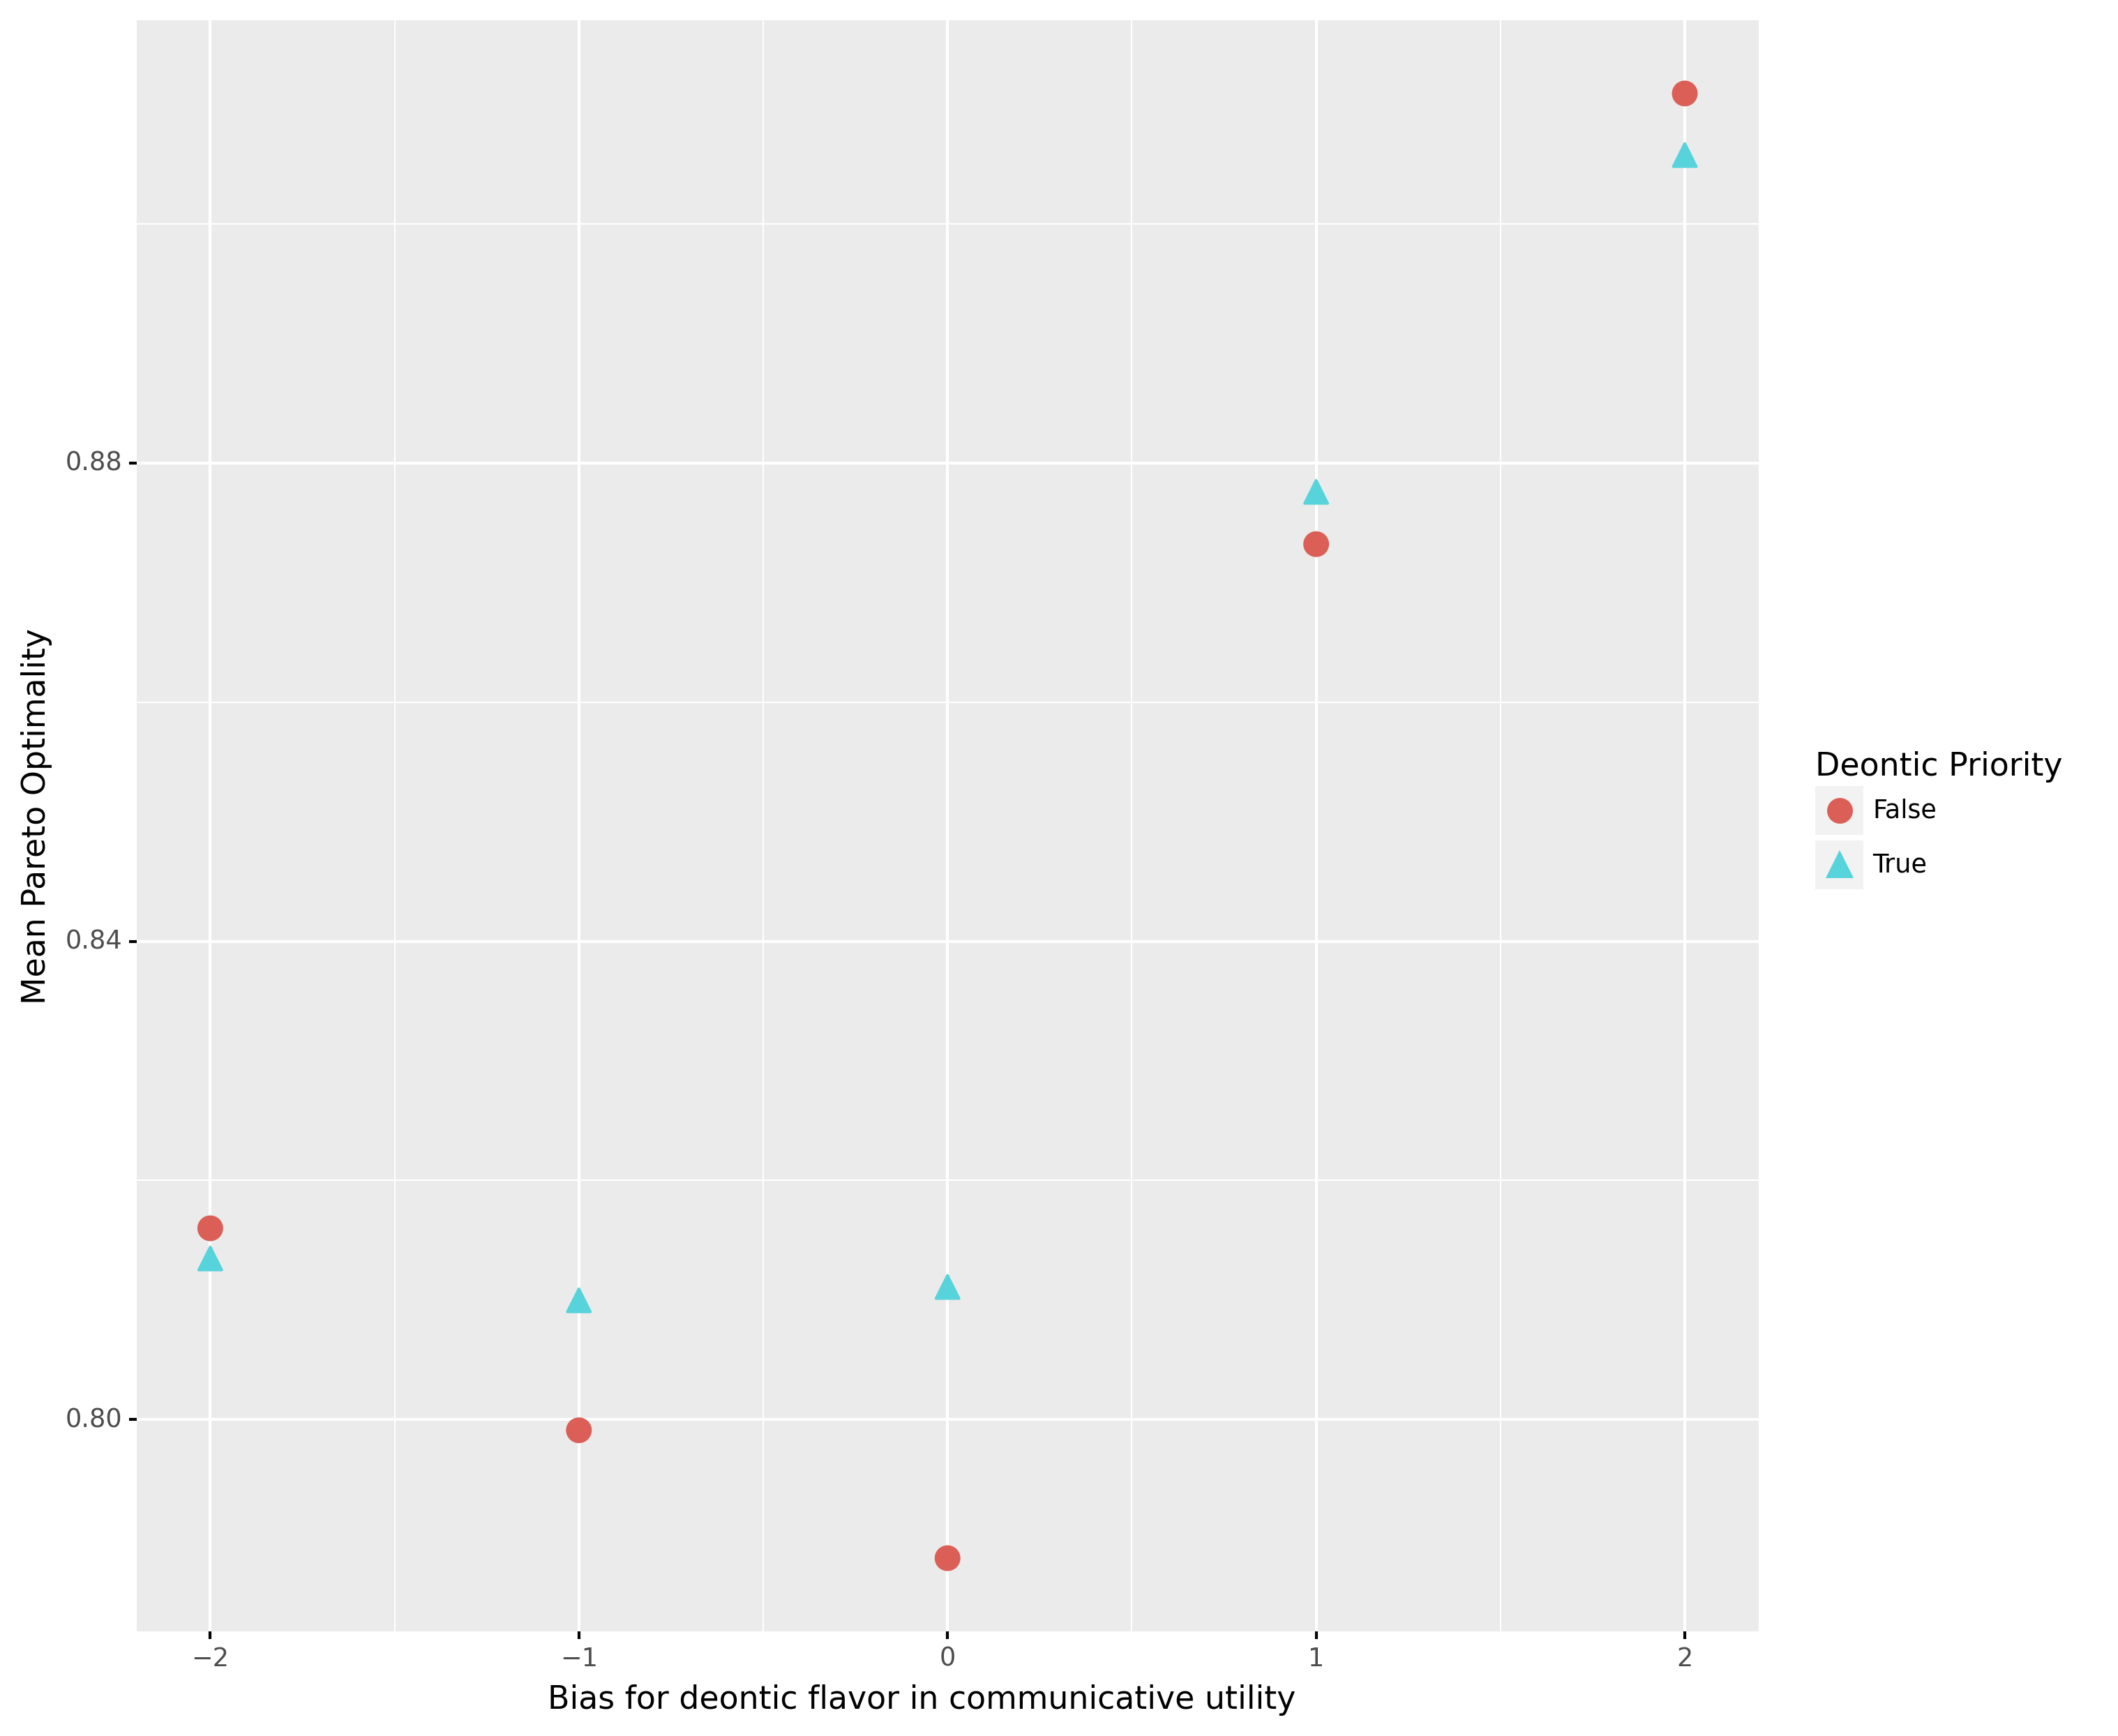 0.88
0.84
0.80
Mean Pareto Optimality
−2
−1
0
1
2
Bias for deontic flavor in communicative utility
Deontic Priority
False
True